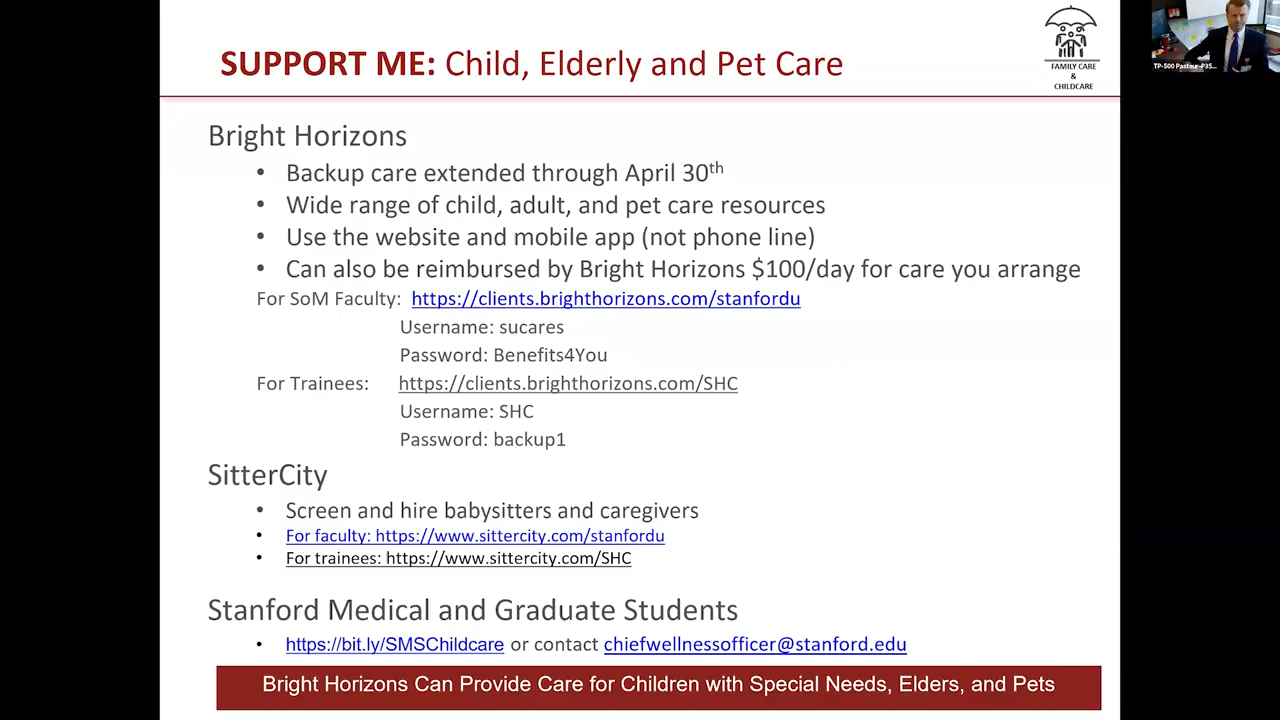 SUPPORT ME: Child, Elderly and Pet Care
FAMILY CARE
&
CHILDCARE
TP-500 Pasteur-P35...
Bright Horizons
• Backup care extended through April 30th
• Wide range of child, adult, and pet care resources
• Use the website and mobile app (not phone line)
• Can also be reimbursed by Bright Horizons $100/day for care you arrange
For SoM Faculty: https://clients.brighthorizons.com/stanfordu
Username: sucares
Password: Benefits4You
For Trainees: https://clients.brighthorizons.com/SHC
Username: SHC
Password: backup1
SitterCity
• Screen and hire babysitters and caregivers
• For faculty: https://www.sittercity.com/stanfordu
• For trainees: https://www.sittercity.com/SHC
Stanford Medical and Graduate Students
• https://bit.ly/SMSChildcare or contact chiefwellnessofficer@stanford.edu
Bright Horizons Can Provide Care for Children with Special Needs, Elders, and Pets